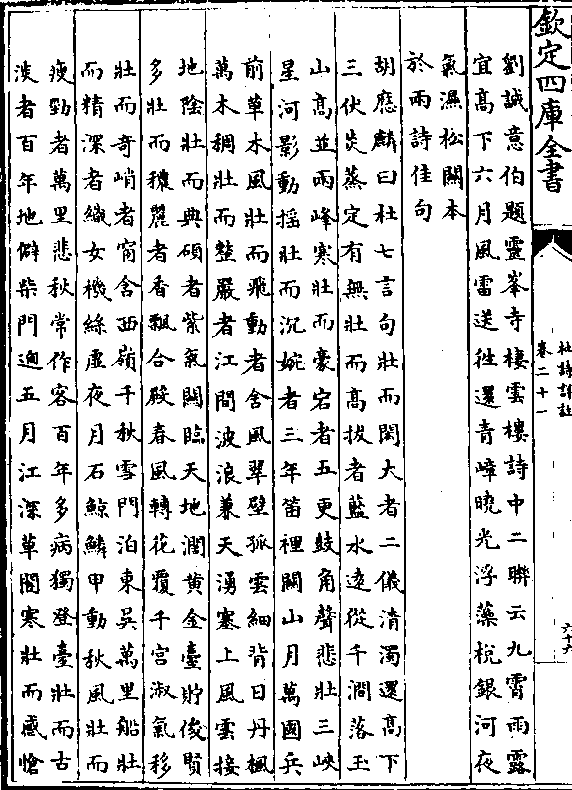 欽定四庫全書
杜詩詳註
卷二十一
六十六
劉誠意伯題靈峯寺棲雲樓詩中二聯云九霄雨露
宜高下六月風雷送往還青嶂曉光浮藻梲銀河夜
氣濕松關本
於雨詩佳句
胡應麟曰杜七言句壯而閎大者二儀清濁還高下
三伏炎蒸定有無壯而高拔者藍水遠從千澗落玉
山高並兩峰寒壯而豪宕者五更鼓角聲悲壯三峽
星河影動搖壯而沉婉者三年笛裡關山月萬國兵
前草木風壯而飛動者含風翠壁孤雲細背日丹楓
萬木稠壯而整嚴者江間波浪兼天湧塞上風雲接
地陰壯而典碩者紫氣關臨天地濶黃金臺貯俊賢
多壯而穠麗者香飄合殿春風轉花覆千宮淑氣移
壯而奇峭者窗含西嶺千秋雪門泊東吳萬里船壯
而精深者織女機絲虛夜月石鯨鱗甲動秋風壯而
瘦勁者萬里悲秋常作客百年多病獨登臺壯而古
淡者百年地僻柴門迥五月江深草閣寒壯而感愴